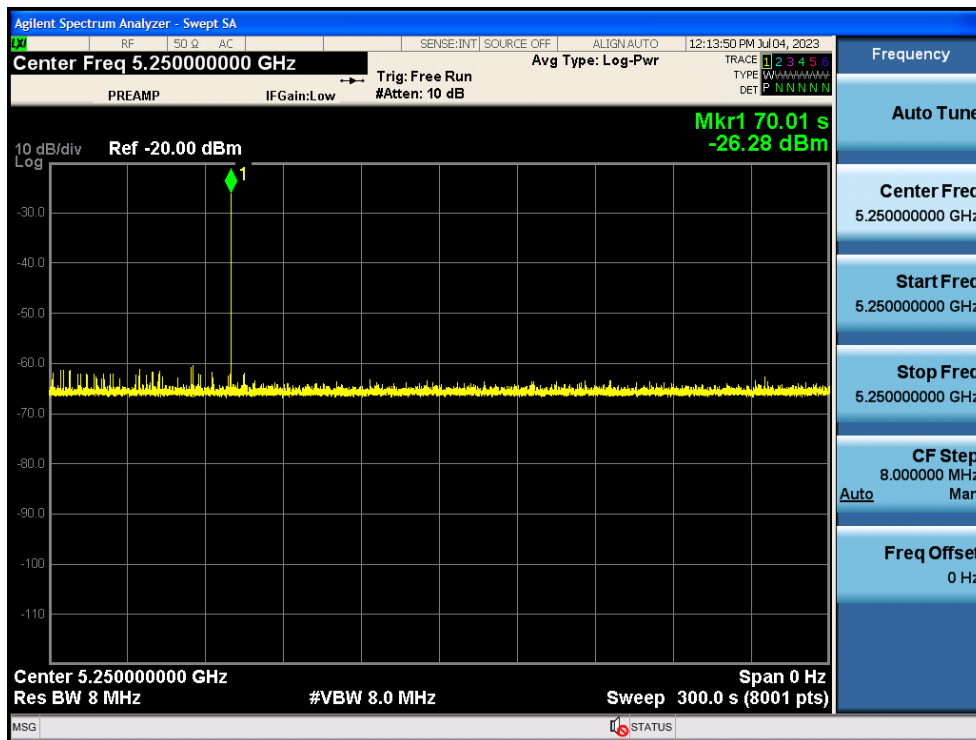 Agilent Spectrum Analyzer - Swept SA
LXI RF 50 Ω AC SENSE:INT SOURCE OFF ALIGN AUTO 12:13:50 PM Jul 04, 2023
Center Freq 5.250000000 GHz
PREAMP IFGain:Low
Trig: Free Run
#Atten: 10 dB
Avg Type: Log-Pwr
TRACE 1 2 3 4 5 6
TYPE W
DET P N N N N N
Mkr1 70.01 s
-26.28 dBm
10 dB/div Ref -20.00 dBm
Log
1
-30.0
-40.0
-50.0
-60.0
-70.0
-80.0
-90.0
-100
-110
Center 5.250000000 GHz Span 0 Hz
Res BW 8 MHz #VBW 8.0 MHz Sweep 300.0 s (8001 pts)
MSG STATUS
Frequency
Auto Tune
Center Freq
5.250000000 GHz
Start Freq
5.250000000 GHz
Stop Freq
5.250000000 GHz
CF Step
8.000000 MHz
Auto Man
Freq Offset
0 Hz